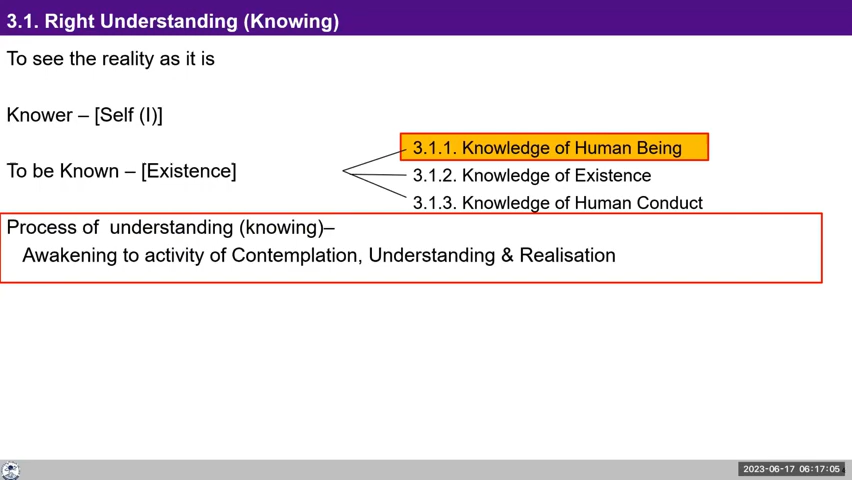 3.1. Right Understanding (Knowing)
To see the reality as it is
Knower – [Self (I)]
To be Known – [Existence]
3.1.1. Knowledge of Human Being
3.1.2. Knowledge of Existence
3.1.3. Knowledge of Human Conduct
Process of understanding (knowing)–
Awakening to activity of Contemplation, Understanding & Realisation
2023-06-17 06:17:05